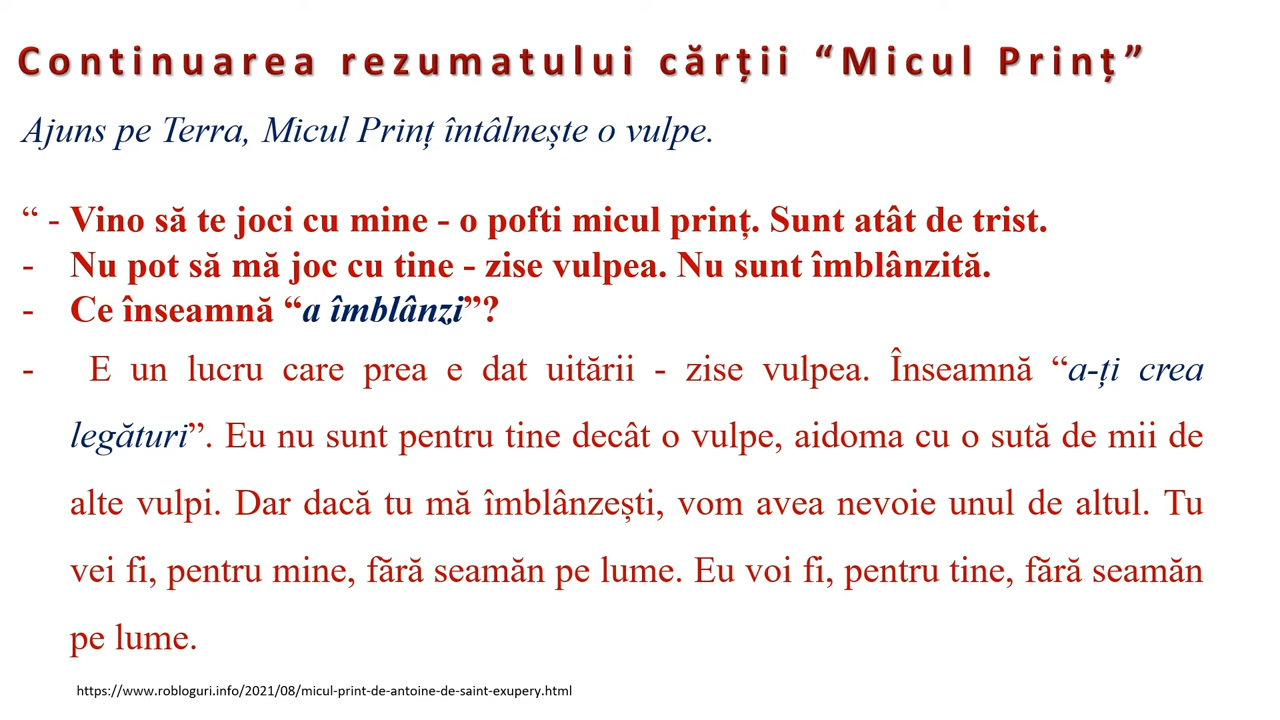 Continuarea rezumatului cărții “Micul Prinț”
Ajuns pe Terra, Micul Prinț întâlnește o vulpe.
“ - Vino să te joci cu mine - o pofti micul prinț. Sunt atât de trist.
- Nu pot să mă joc cu tine - zise vulpea. Nu sunt îmblânzită.
- Ce înseamnă “a îmblânzi”?
- E un lucru care prea e dat uitării - zise vulpea. Înseamnă “a-ți crea
legături”. Eu nu sunt pentru tine decât o vulpe, aidoma cu o sută de mii de
alte vulpi. Dar dacă tu mă îmblânzești, vom avea nevoie unul de altul. Tu
vei fi, pentru mine, fără seamăn pe lume. Eu voi fi, pentru tine, fără seamăn
pe lume.
https://www.robloguri.info/2021/08/micul-print-de-antoine-de-saint-exupery.html